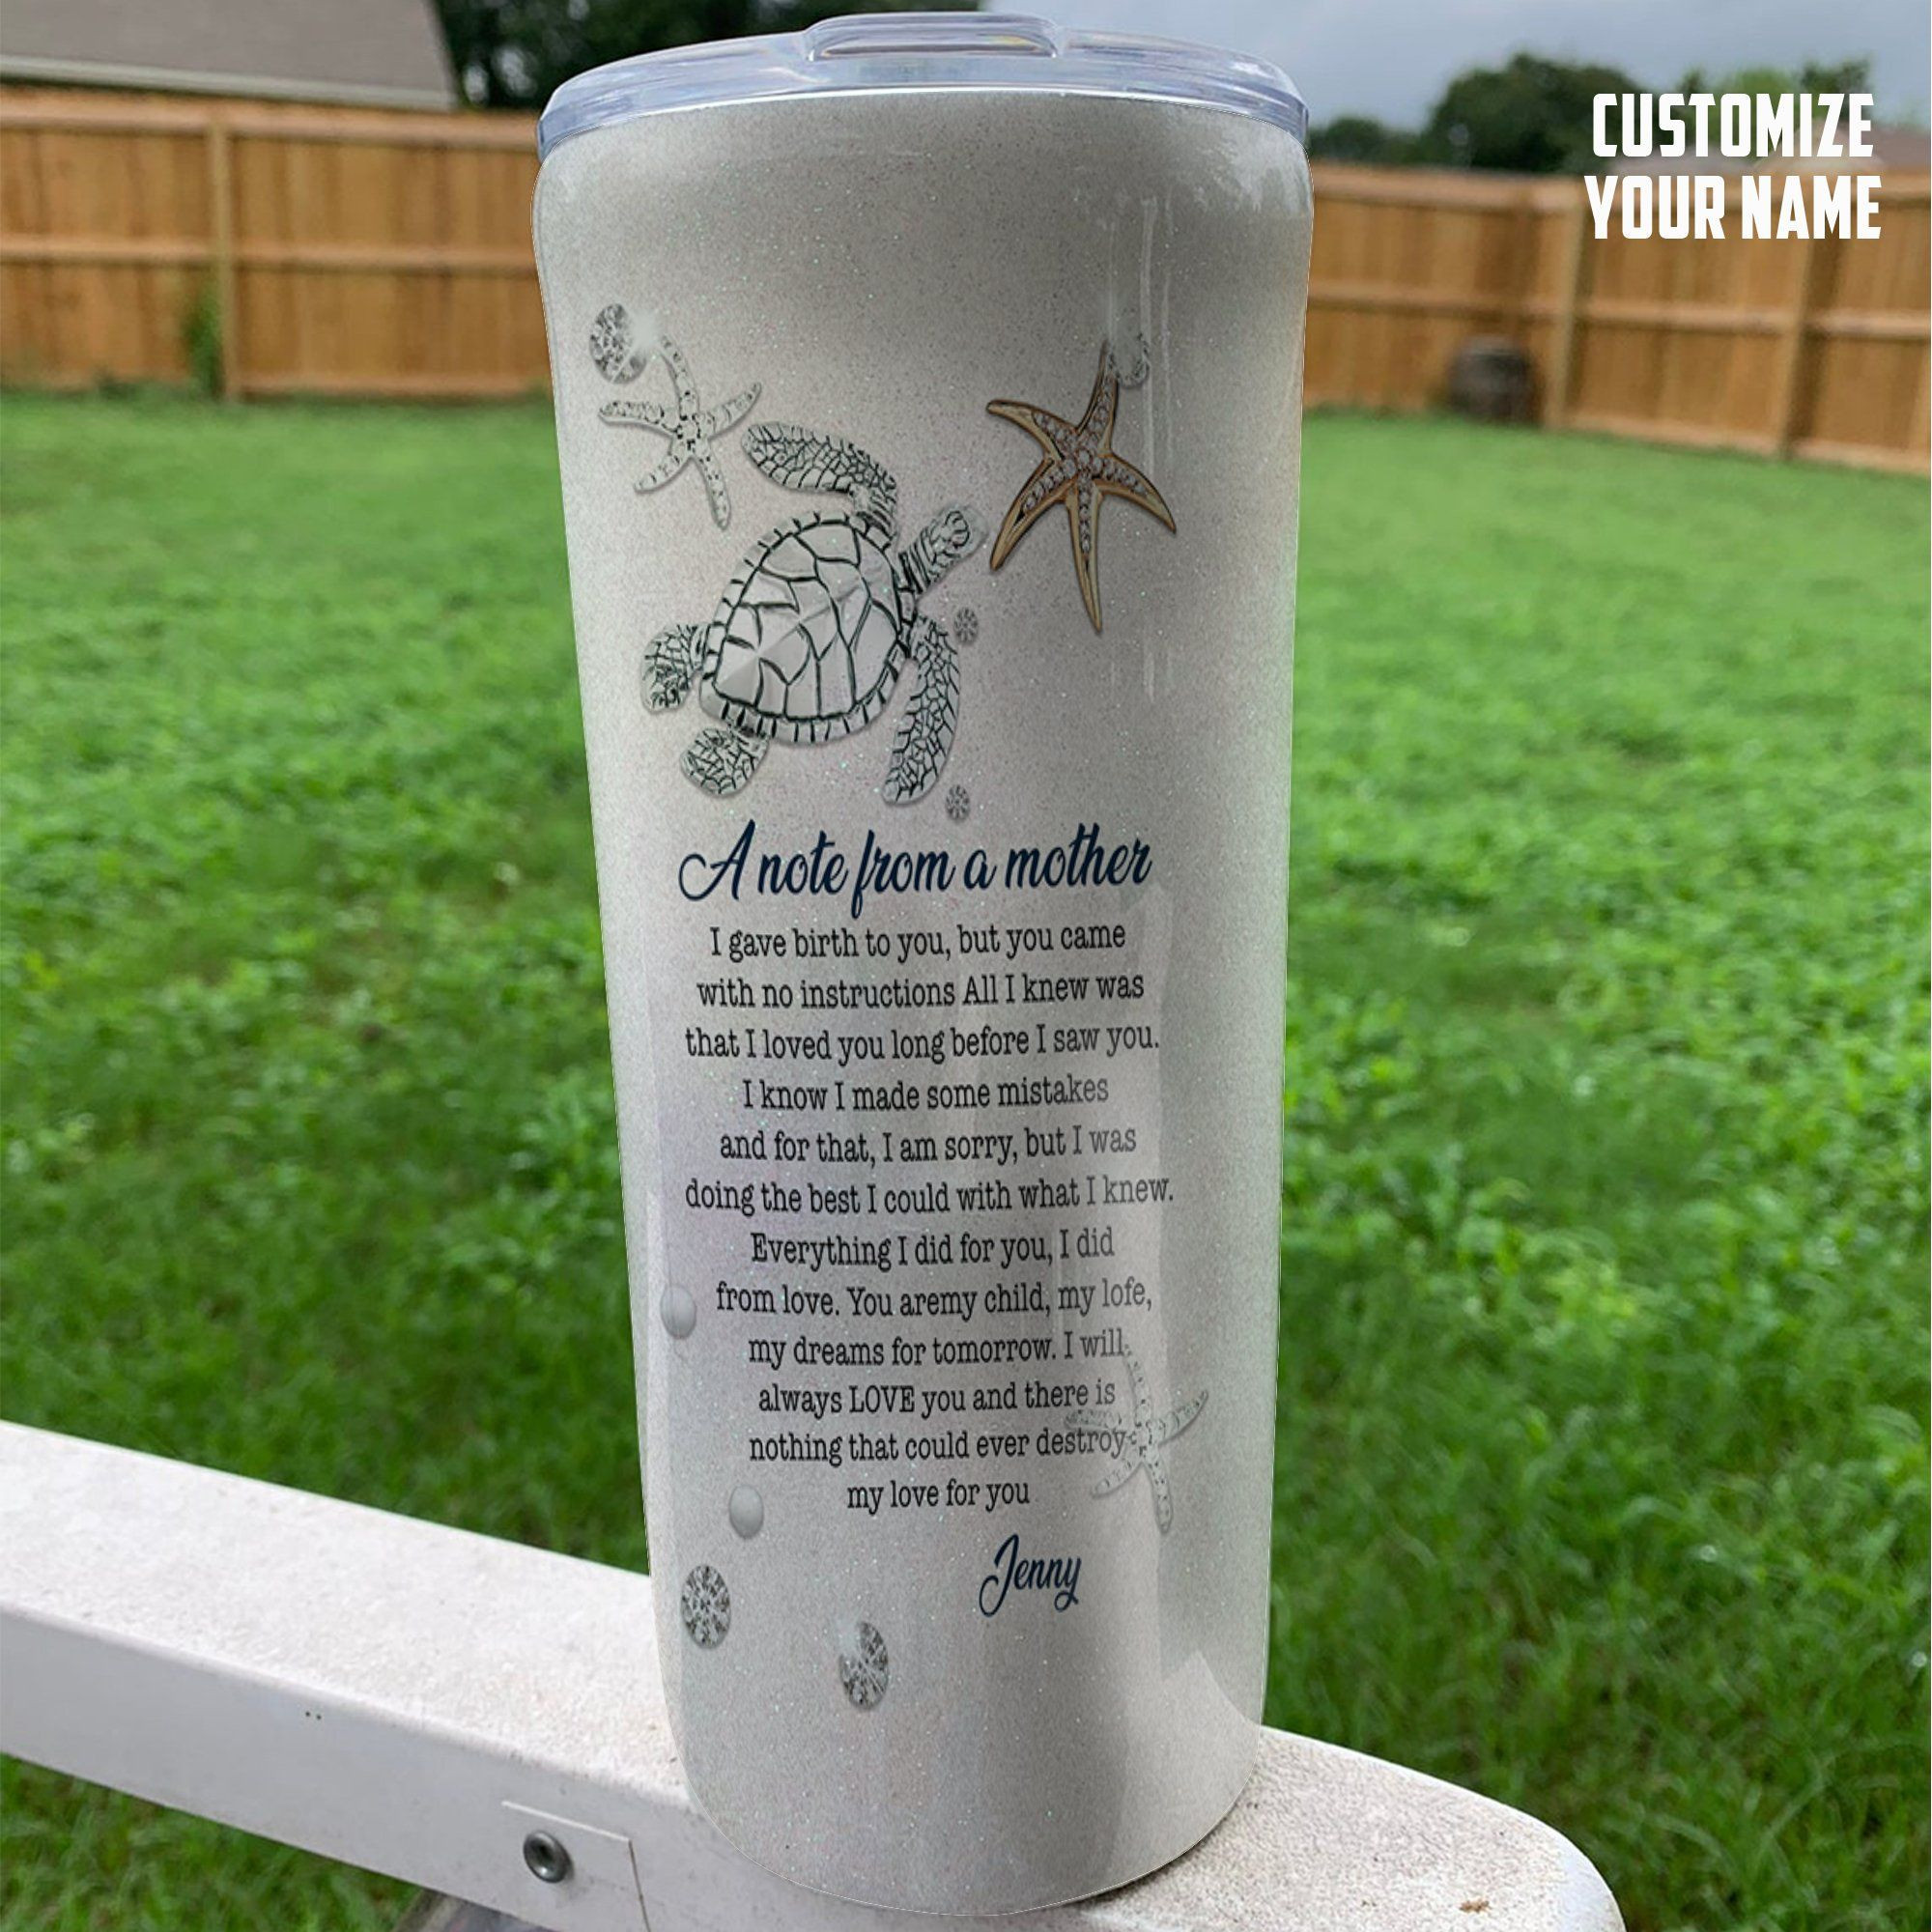 CUSTOMIZE
YOUR NAME
A note from a mother
I gave birth to you, but you came
with no instructions All I knew was
that I loved you long before I saw you.
I know I made some mistakes
and for that, I am sorry, but I was
doing the best I could with what I knew.
Everything I did for you, I did
from love. You aremy child, my lofe,
my dreams for tomorrow. I will
always LOVE you and there is
nothing that could ever destroy
my love for you
Jenny